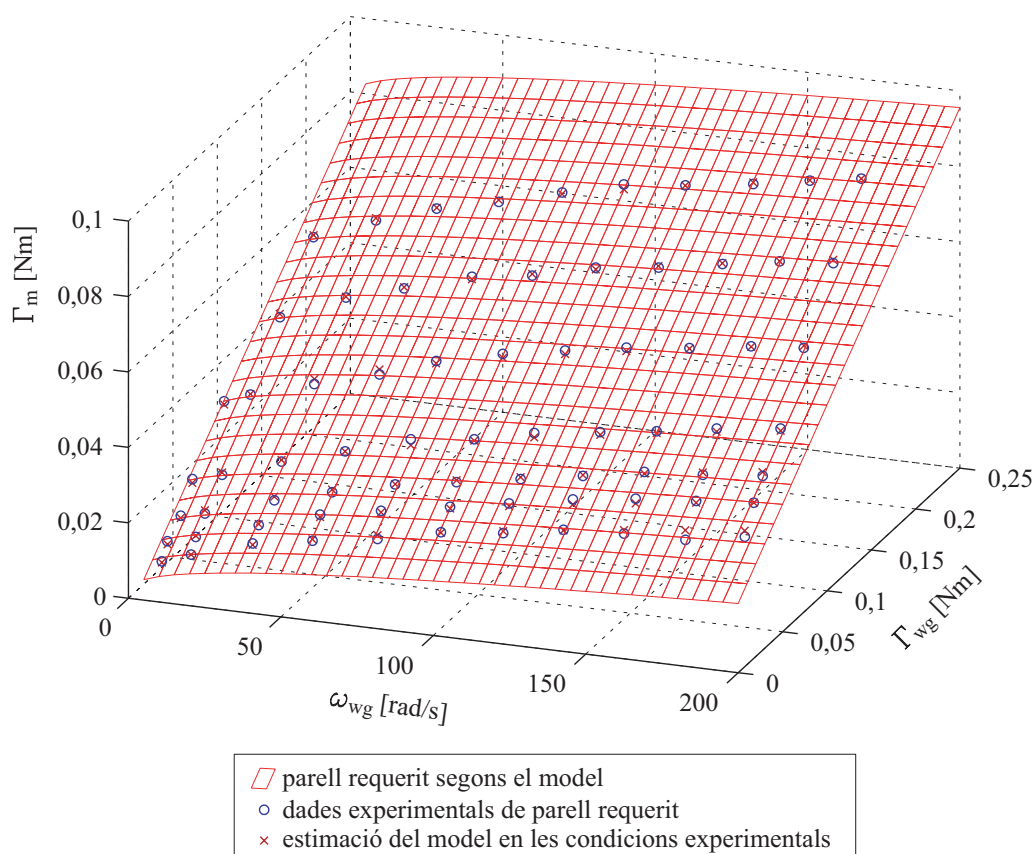 0,1
0,08
0,06
0,04
0,02
0
Γm [Nm]
0
50
100
150
200
ωwg [rad/s]
0
0,05
0,1
0,15
0,2
0,25
Γwg [Nm]
parell requerit segons el model
dades experimentals de parell requerit
estimació del model en les condicions experimentals